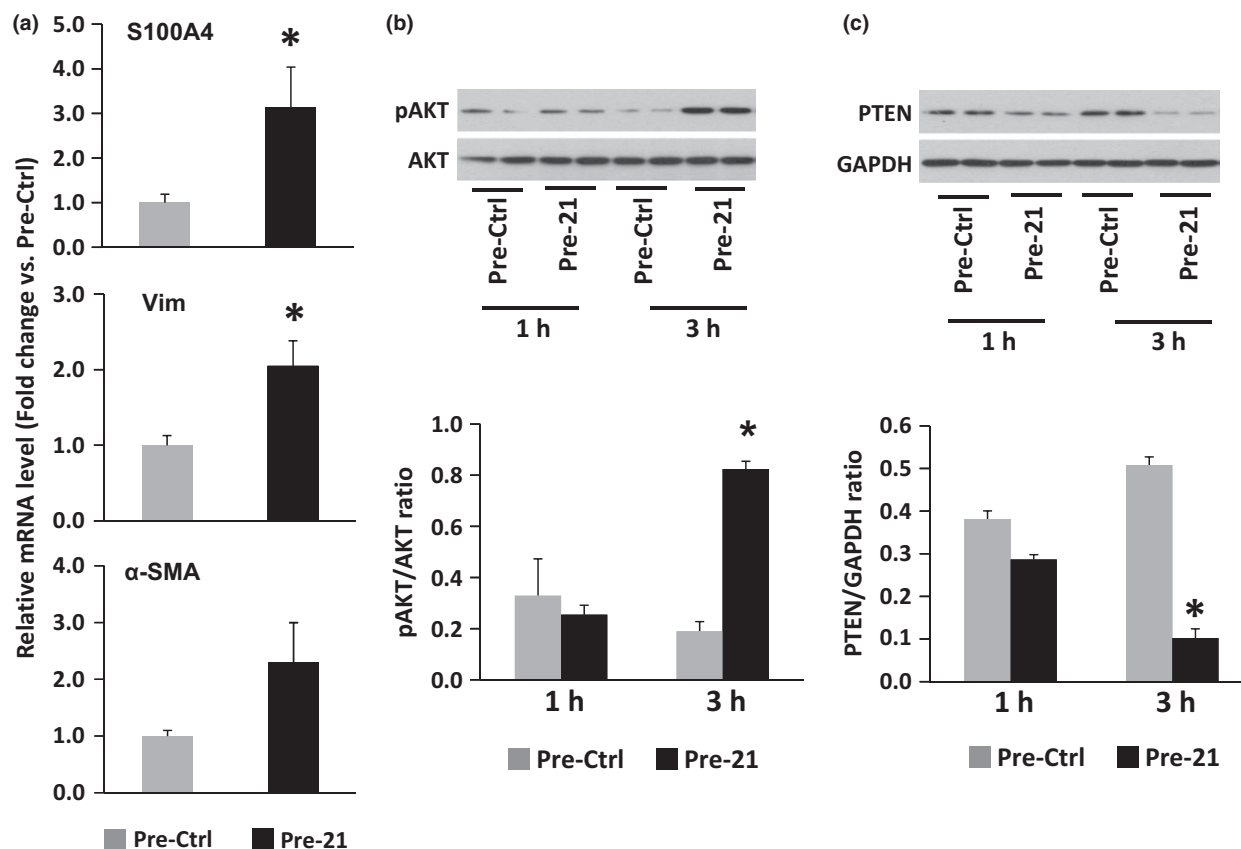 (a)
Relative mRNA level (Fold change vs. Pre-Ctrl)
S100A4
5.0
4.0
3.0
2.0
1.0
0.0
*
Vim
3.0
2.0
1.0
0.0
*
α-SMA
4.0
3.0
2.0
1.0
0.0
Pre-Ctrl Pre-21
(b)
pAKT
AKT
Pre-Ctrl Pre-21 Pre-Ctrl Pre-21
1 h 3 h
pAKT/AKT ratio
1.0
0.8
0.6
0.4
0.2
0.0
*
1 h 3 h
Pre-Ctrl Pre-21
(c)
PTEN
GAPDH
Pre-Ctrl Pre-21 Pre-Ctrl Pre-21
1 h 3 h
PTEN/GAPDH ratio
0.6
0.5
0.4
0.3
0.2
0.1
0.0
*
1 h 3 h
Pre-Ctrl Pre-21